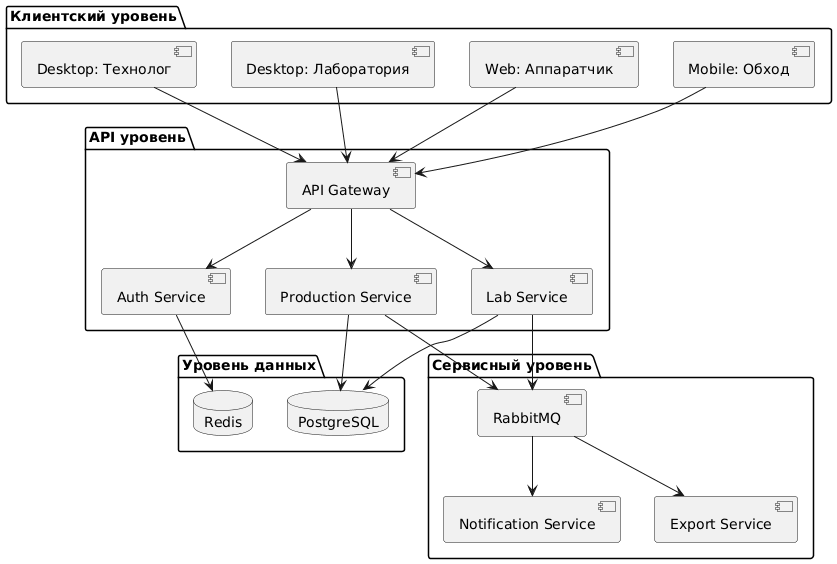 Клиентский уровень
Desktop: Технолог
Desktop: Лаборатория
Web: Аппаратчик
Mobile: Обход
API уровень
API Gateway
Auth Service
Production Service
Lab Service
Уровень данных
Redis
PostgreSQL
Сервисный уровень
RabbitMQ
Notification Service
Export Service